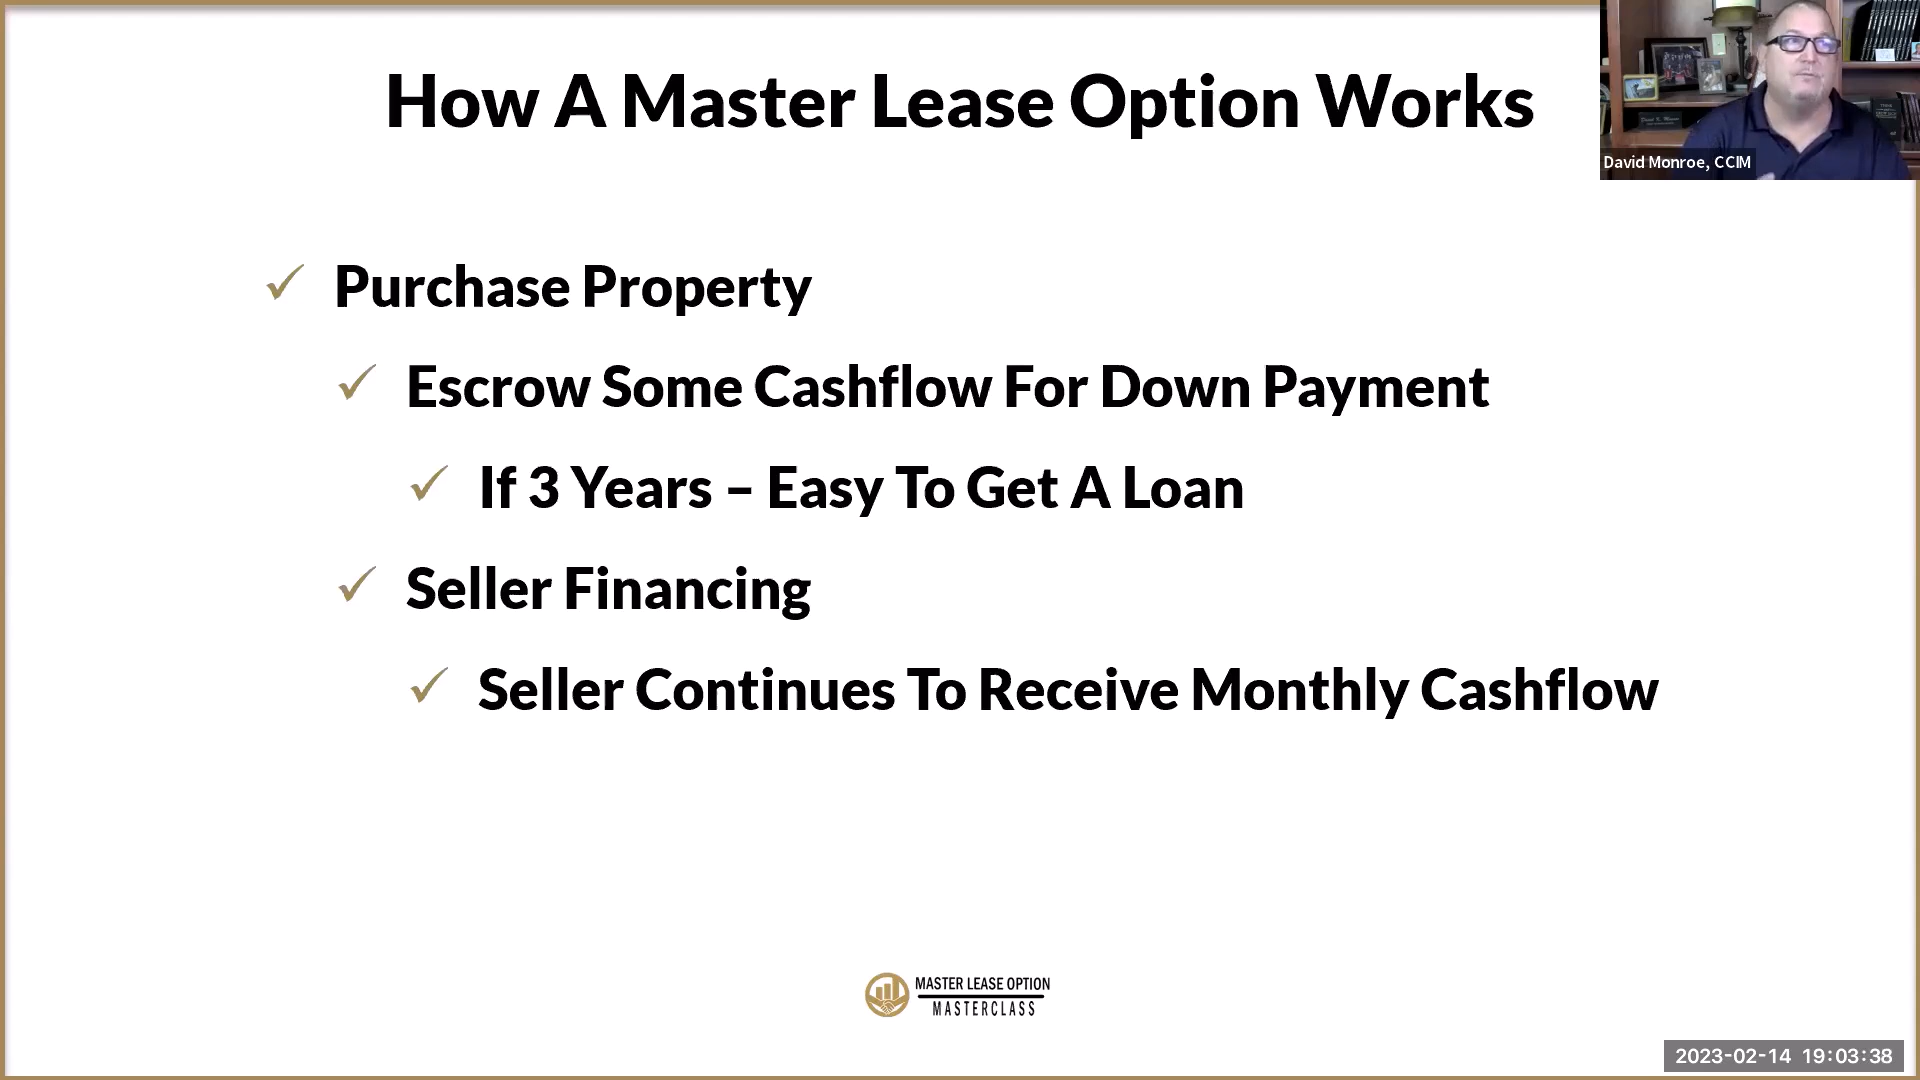 How A Master Lease Option Works
David Monroe, CCIM
Purchase Property
Escrow Some Cashflow For Down Payment
If 3 Years – Easy To Get A Loan
Seller Financing
Seller Continues To Receive Monthly Cashflow
MASTER LEASE OPTION
MASTERCLASS
2023-02-14 19:03:38